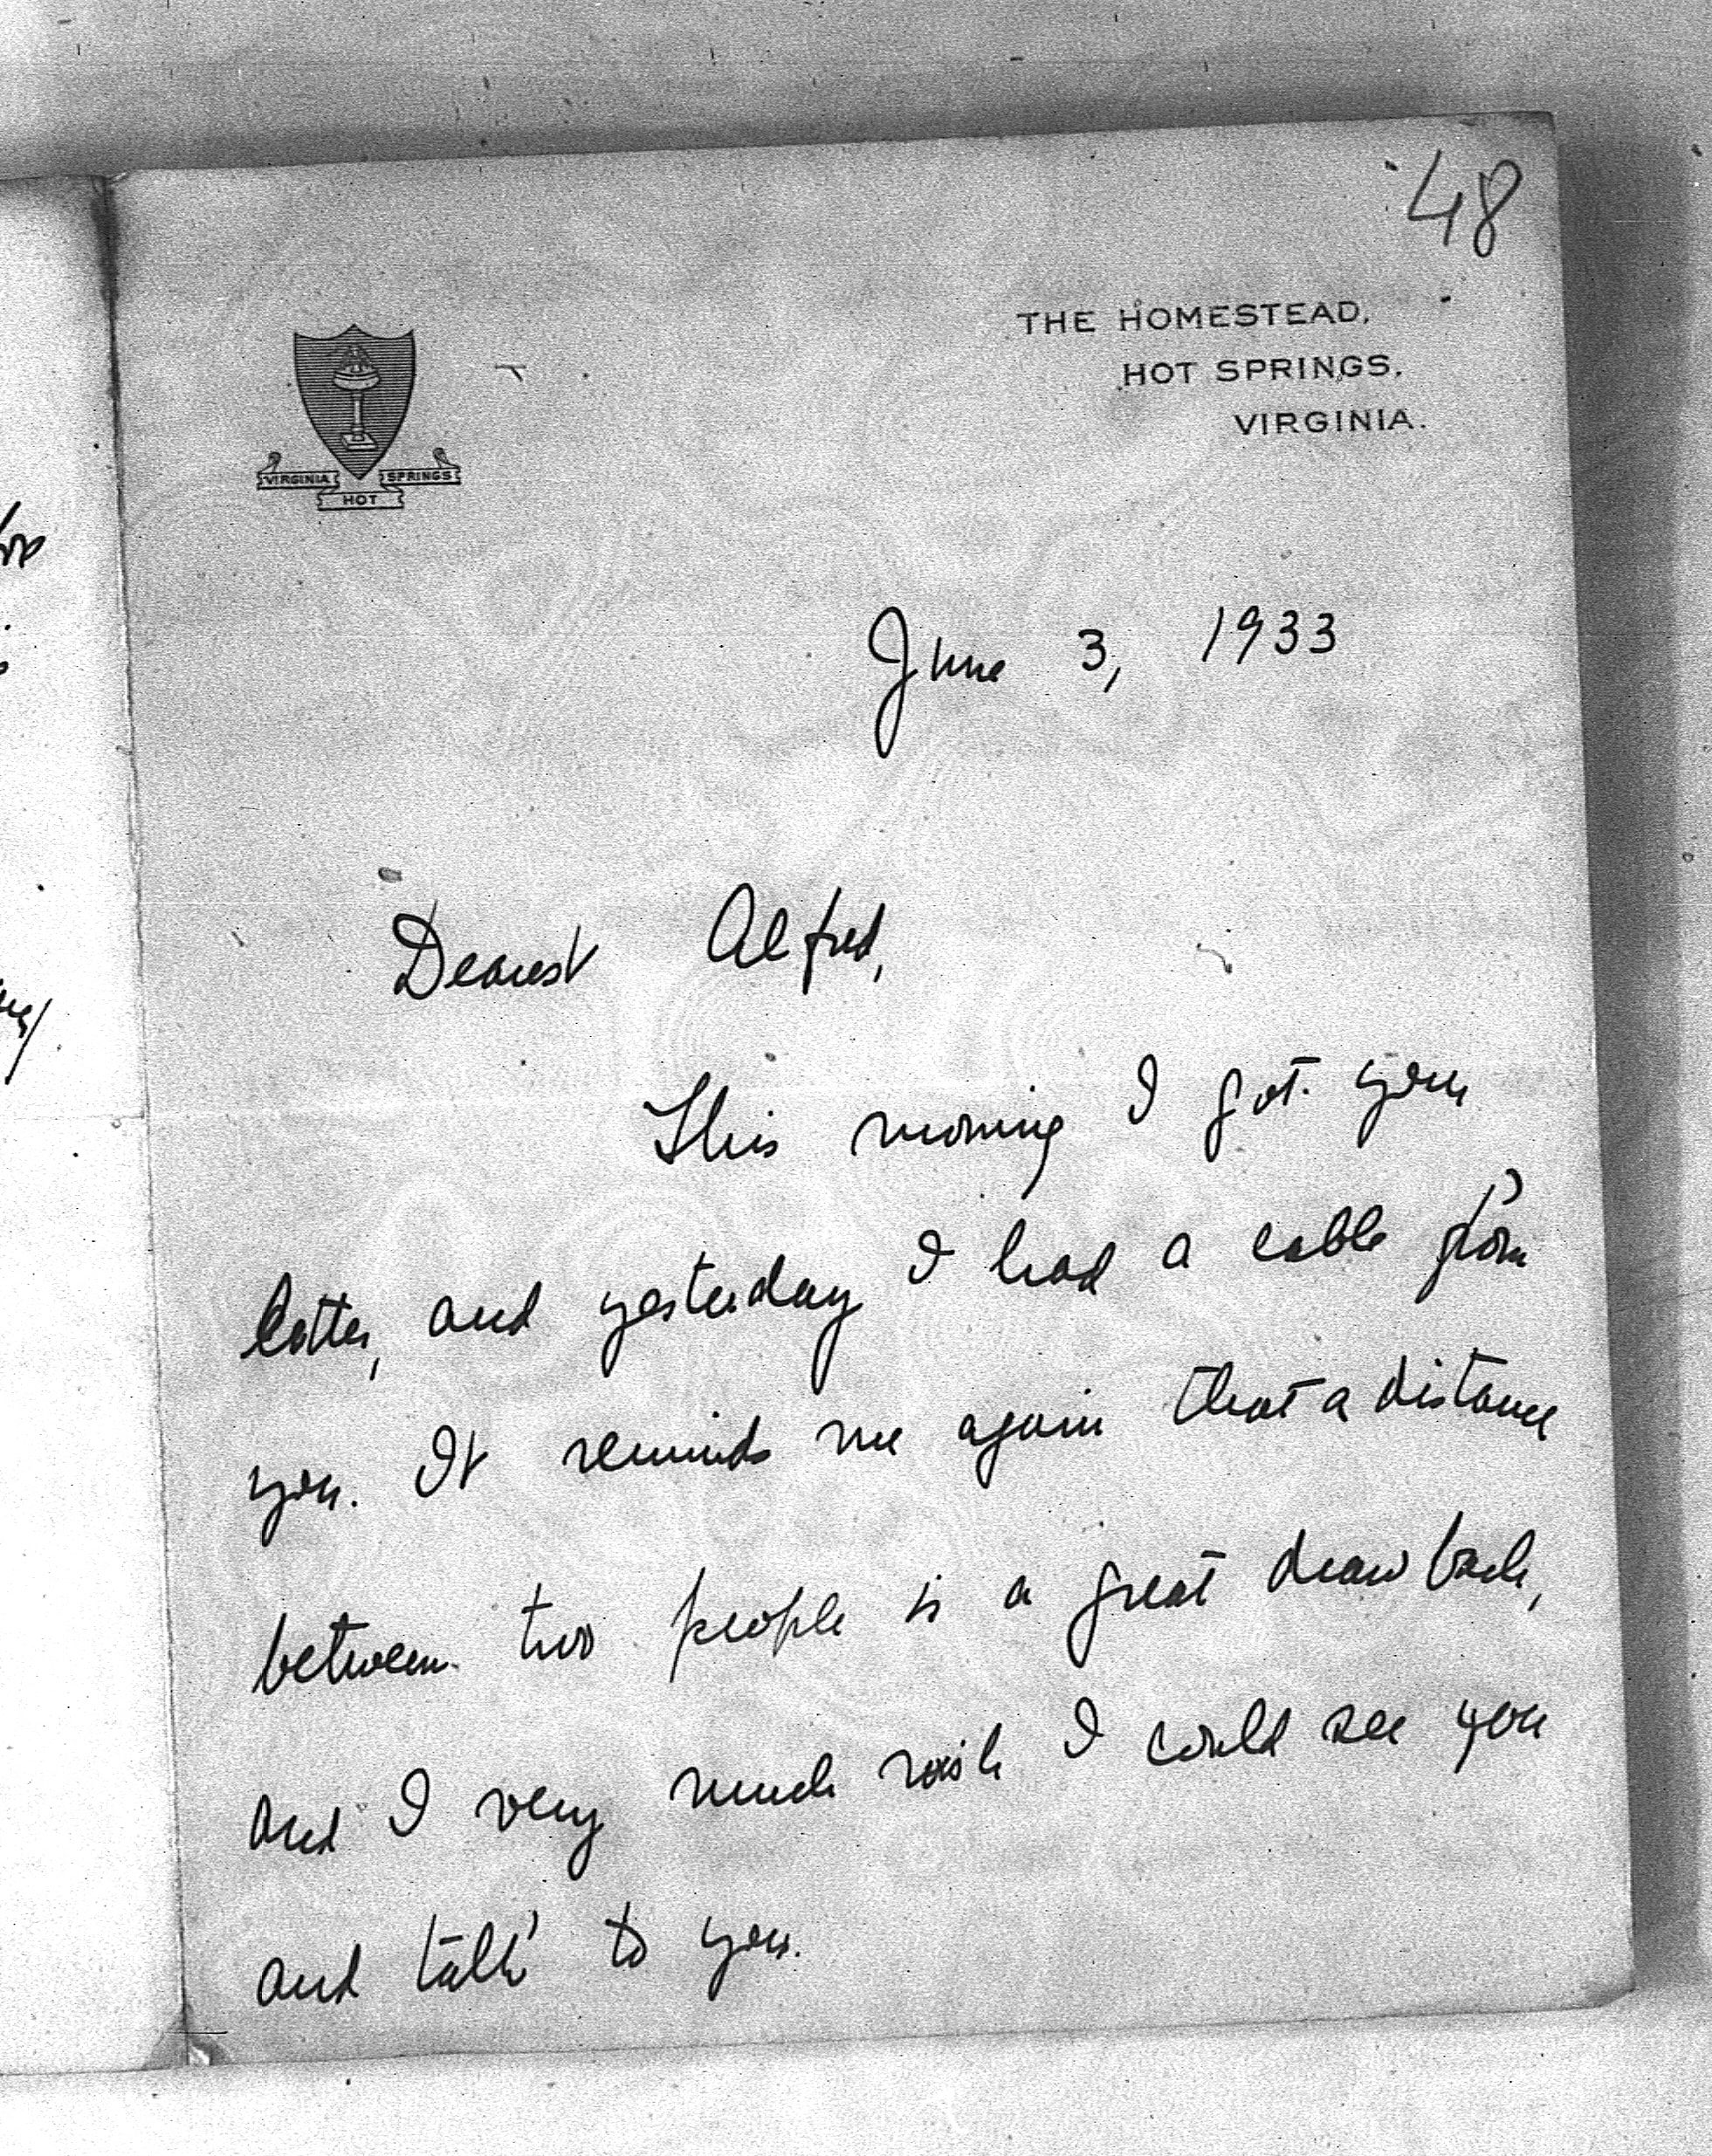 48
THE HOMESTEAD,
HOT SPRINGS,
VIRGINIA.
VIRGINIA HOT SPRINGS
June 3, 1933
Dearest Alfred,
This morning I got your
letter, and yesterday I had a cable from
you. It reminds me again that a distance
between two people is a great drawback,
and I very much wish I could see you
and talk to you.